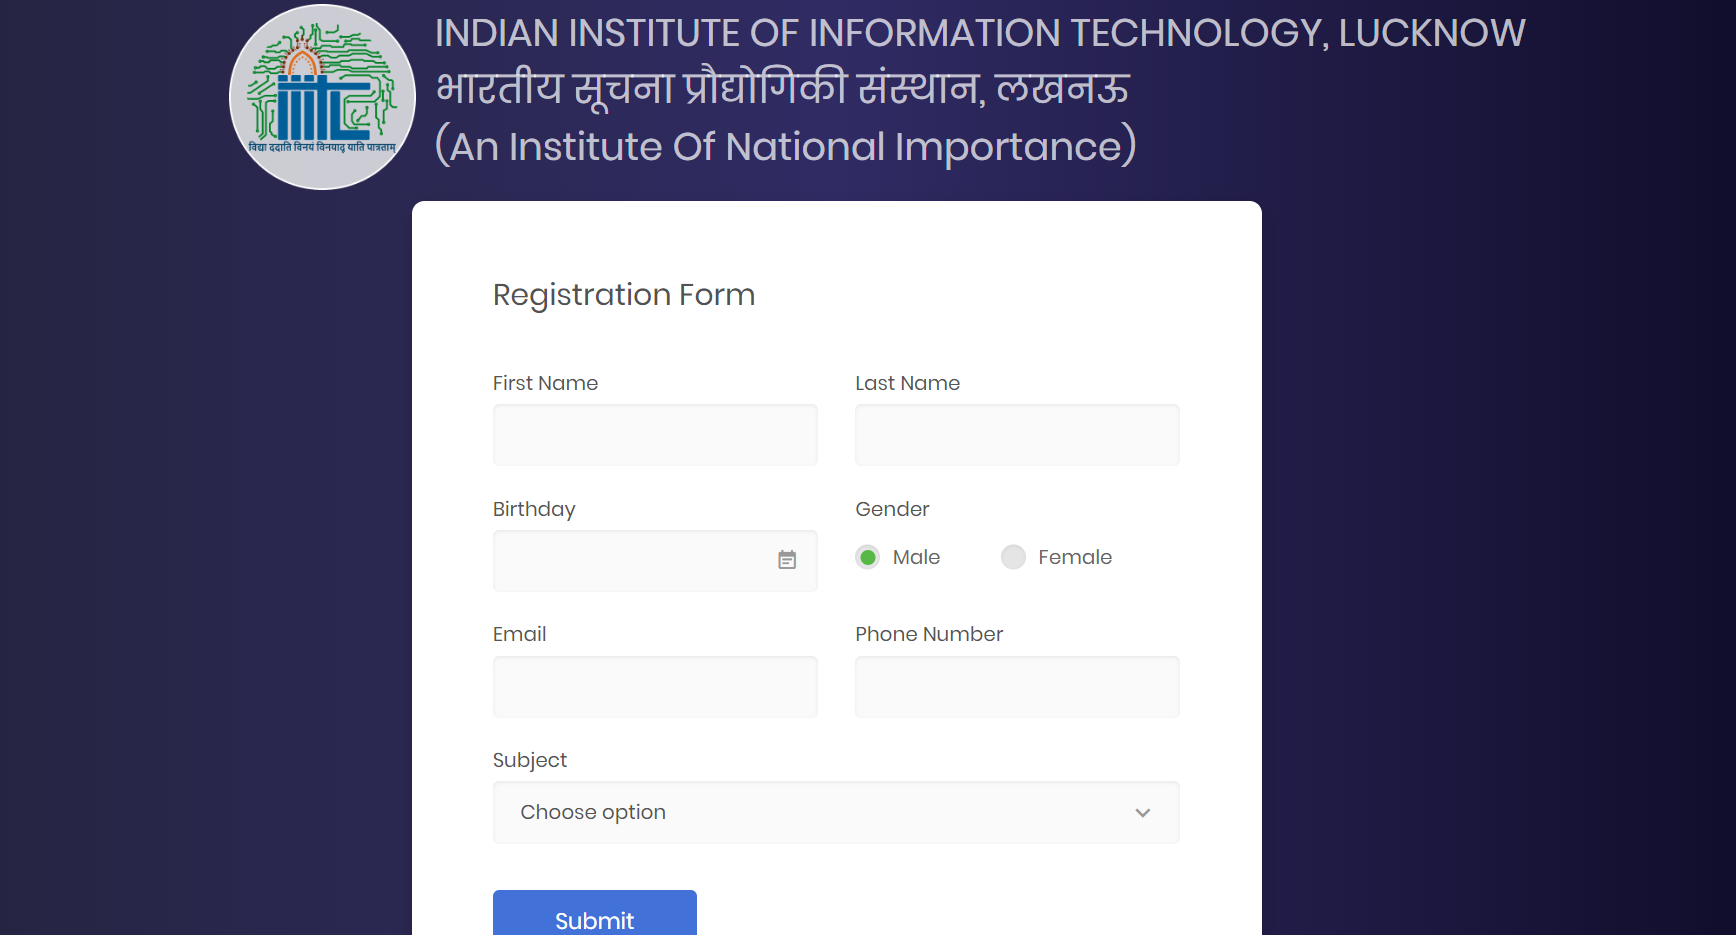 INDIAN INSTITUTE OF INFORMATION TECHNOLOGY, LUCKNOW
भारतीय सूचना प्रौद्योगिकी संस्थान, लखनऊ
(An Institute Of National Importance)
iiitL
विद्या ददाति विनयं विनयाद् याति पात्रताम्
Registration Form
First Name Last Name
Birthday Gender
Male Female
Email Phone Number
Subject
Choose option
Submit